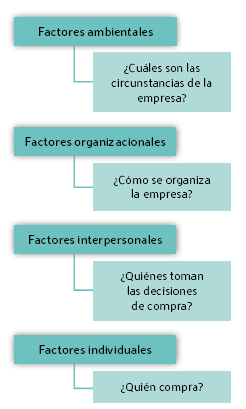 Factores ambientales
¿Cuáles son las
circunstancias de la
empresa?
Factores organizacionales
¿Cómo se organiza
la empresa?
Factores interpersonales
¿Quiénes toman
las decisiones
de compra?
Factores individuales
¿Quién compra?